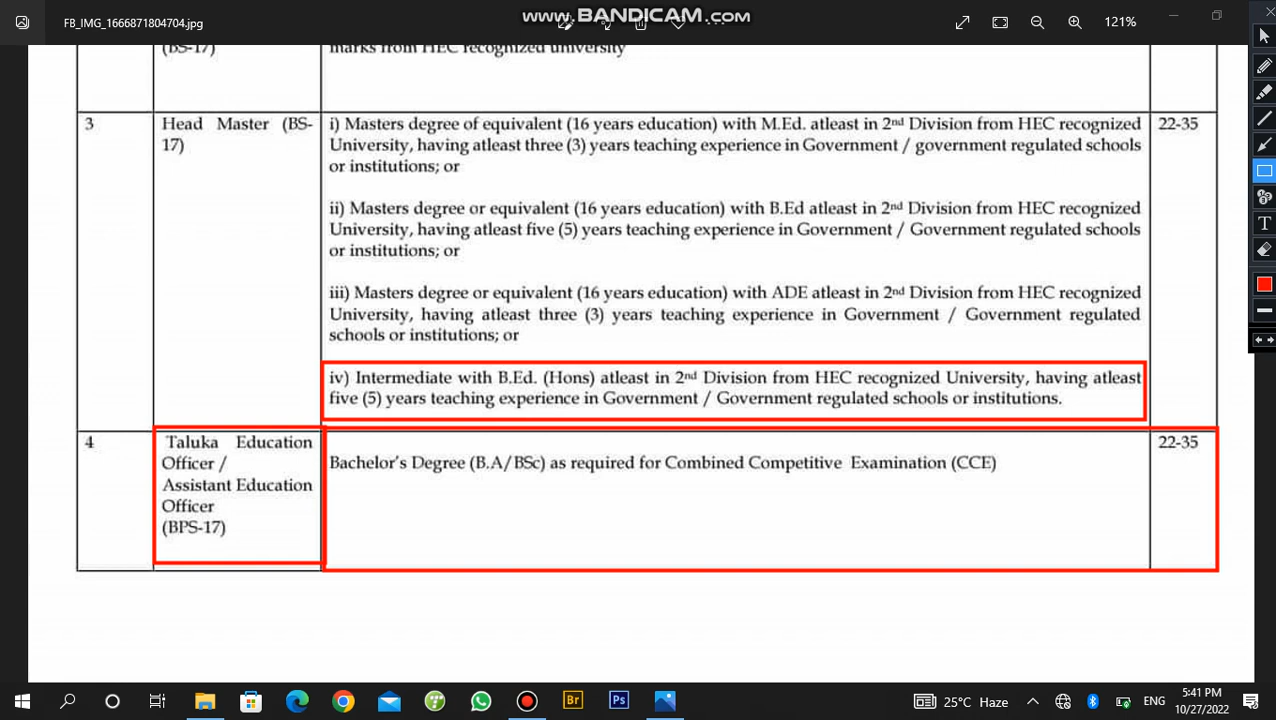 FB_IMG_1666871804704.jpg
www.BANDICAM.com
121%
(BS-17)
marks from HEC recognized university
3
Head Master (BS-
17)
i) Masters degree of equivalent (16 years education) with M.Ed. atleast in 2nd Division from HEC recognized
University, having atleast three (3) years teaching experience in Government / government regulated schools
or institutions; or
22-35
ii) Masters degree or equivalent (16 years education) with B.Ed atleast in 2nd Division from HEC recognized
University, having atleast five (5) years teaching experience in Government / Government regulated schools
or institutions; or
iii) Masters degree or equivalent (16 years education) with ADE atleast in 2nd Division from HEC recognized
University, having atleast three (3) years teaching experience in Government / Government regulated
schools or institutions; or
iv) Intermediate with B.Ed. (Hons) atleast in 2nd Division from HEC recognized University, having atleast
five (5) years teaching experience in Government / Government regulated schools or institutions.
4
Taluka Education
Officer /
Assistant Education
Officer
(BPS-17)
Bachelor's Degree (B.A/BSc) as required for Combined Competitive Examination (CCE)
22-35
Br
Ps
25°C Haze
ENG
5:41 PM
10/27/2022